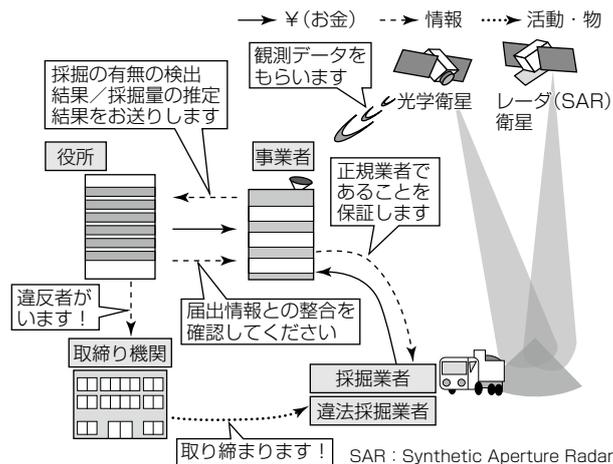 ¥(お金)
情報
活動・物
観測データを
もらいます
採掘の有無の検出
結果/採掘量の推定
結果をお送りします
光学衛星
レーダ(SAR)
衛星
役所
事業者
正規業者で
あることを
保証します
違反者が
います!
届出情報との整合を
確認してください
取締り機関
採掘業者
違法採掘業者
取り締まります!
SAR:Synthetic Aperture Radar